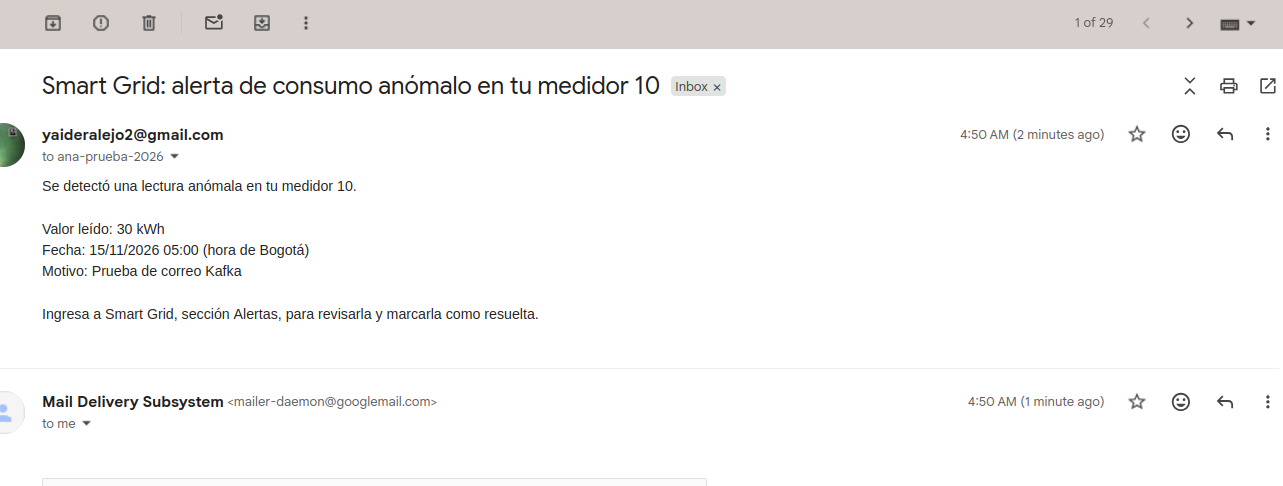 1 of 29
Smart Grid: alerta de consumo anómalo en tu medidor 10 Inbox ×
yaideralejo2@gmail.com 4:50 AM (2 minutes ago)
to ana-prueba-2026
Se detectó una lectura anómala en tu medidor 10.
Valor leído: 30 kWh
Fecha: 15/11/2026 05:00 (hora de Bogotá)
Motivo: Prueba de correo Kafka
Ingresa a Smart Grid, sección Alertas, para revisarla y marcarla como resuelta.
Mail Delivery Subsystem <mailer-daemon@googlemail.com> 4:50 AM (1 minute ago)
to me